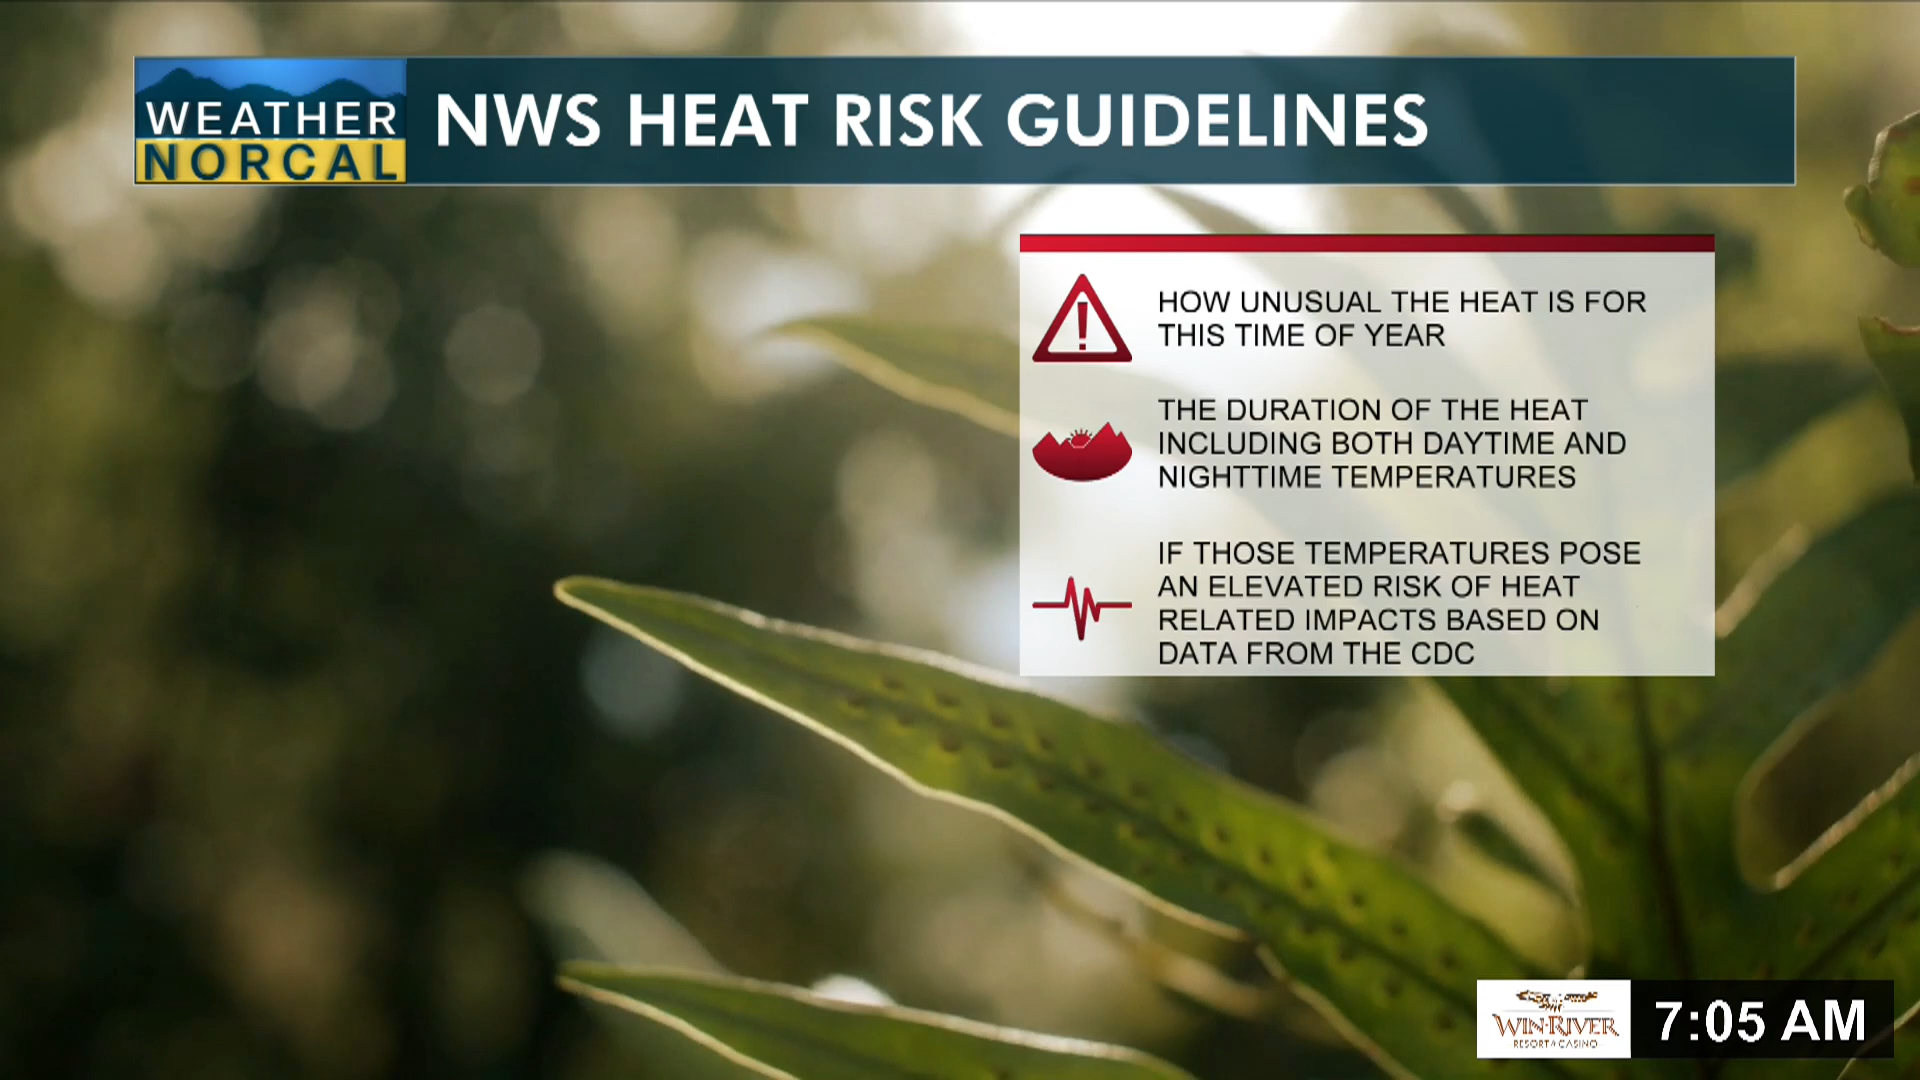 WEATHER
NORCAL
NWS HEAT RISK GUIDELINES
HOW UNUSUAL THE HEAT IS FOR
THIS TIME OF YEAR
THE DURATION OF THE HEAT
INCLUDING BOTH DAYTIME AND
NIGHTTIME TEMPERATURES
IF THOSE TEMPERATURES POSE
AN ELEVATED RISK OF HEAT
RELATED IMPACTS BASED ON
DATA FROM THE CDC
WIN-RIVER
RESORT & CASINO
7:05 AM